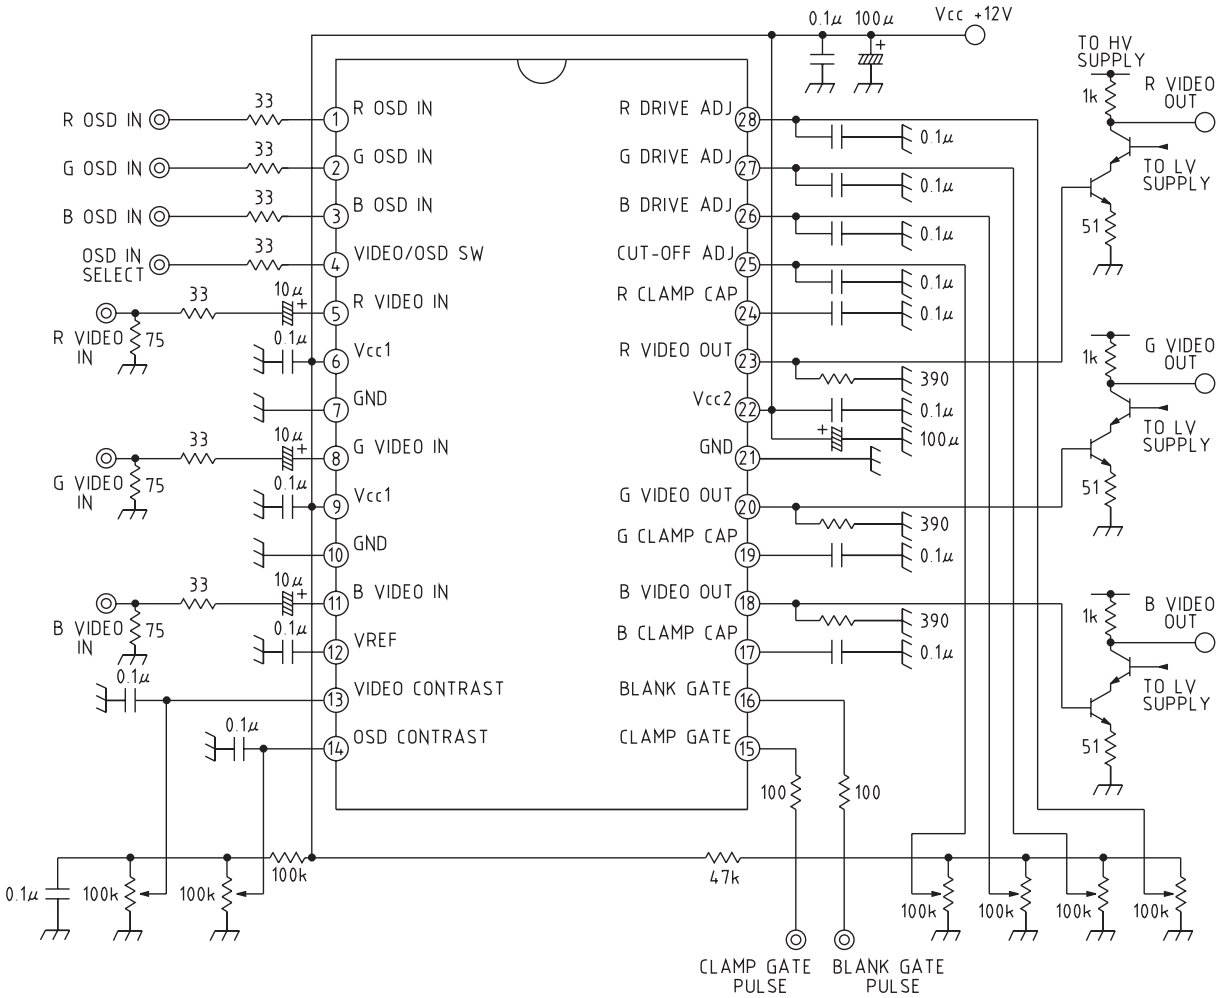 0.1µ 100µ Vcc +12V
TO HV
SUPPLY
1k
R VIDEO
OUT
TO LV
SUPPLY
51
R OSD IN 33 1 R OSD IN
G OSD IN 33 2 G OSD IN
B OSD IN 33 3 B OSD IN
OSD IN
SELECT
33 4 VIDEO/OSD SW
R VIDEO
IN
75 33 10µ + 5 R VIDEO IN
0.1µ 6 Vcc1
7 GND
G VIDEO
IN
75 33 10µ + 8 G VIDEO IN
0.1µ 9 Vcc1
10 GND
B VIDEO
IN
75 33 10µ + 11 B VIDEO IN
0.1µ 12 VREF
0.1µ 13 VIDEO CONTRAST
0.1µ 14 OSD CONTRAST
+
R DRIVE ADJ 28 0.1µ
G DRIVE ADJ 27 0.1µ
B DRIVE ADJ 26 0.1µ
CUT-OFF ADJ 25 0.1µ
R CLAMP CAP 24 0.1µ
R VIDEO OUT 23 390
Vcc2 22 0.1µ
+ 100µ
GND 21
G VIDEO OUT 20 390
G CLAMP CAP 19 0.1µ
B VIDEO OUT 18 390
B CLAMP CAP 17 0.1µ
BLANK GATE 16
CLAMP GATE 15
100 100
1k
G VIDEO
OUT
TO LV
SUPPLY
51
1k
B VIDEO
OUT
TO LV
SUPPLY
51
0.1µ 100k 100k 100k 47k 100k 100k 100k 100k
CLAMP GATE
PULSE
BLANK GATE
PULSE